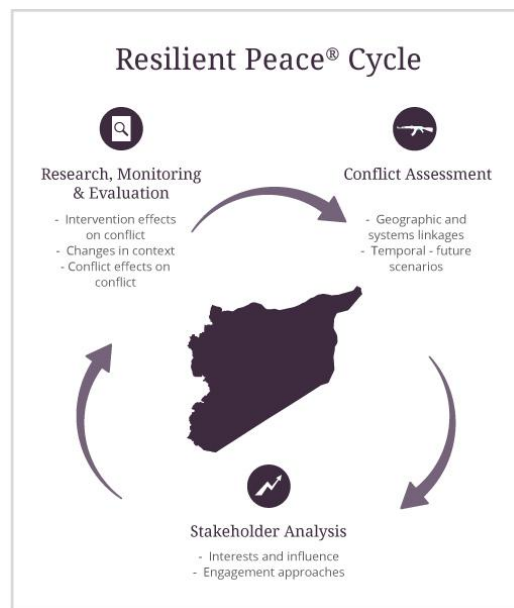 Resilient Peace® Cycle
Research, Monitoring
& Evaluation
- Intervention effects
on conflict
- Changes in context
- Conflict effects on
conflict
Conflict Assessment
- Geographic and
systems linkages
- Temporal - future
scenarios
Stakeholder Analysis
- Interests and influence
- Engagement approaches